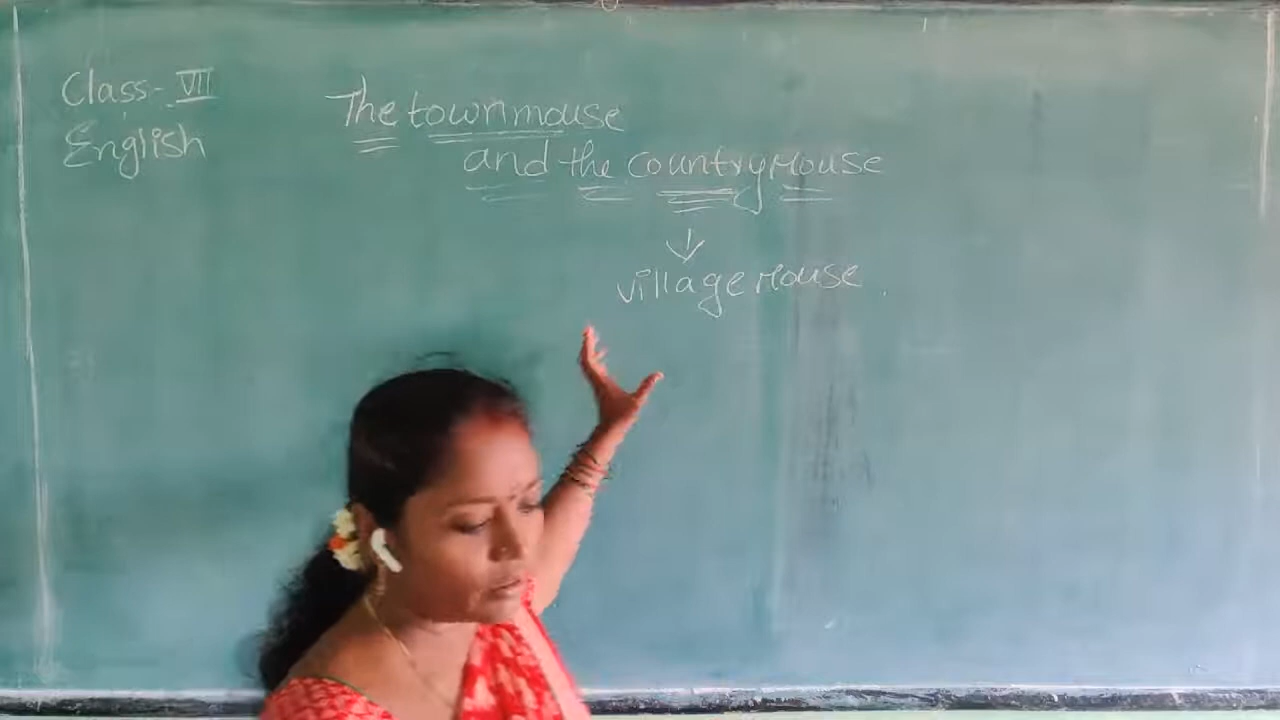 Class- VII
English
The townmouse
and the countrymouse
↓
village mouse.